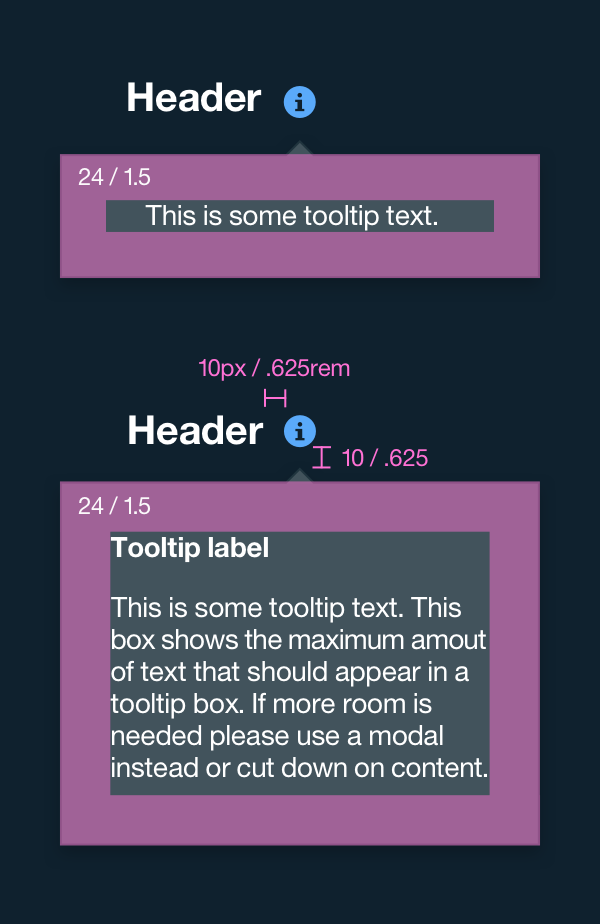 Header i
24 / 1.5
This is some tooltip text.
10px / .625rem
Header i
10 / .625
24 / 1.5
Tooltip label
This is some tooltip text. This
box shows the maximum amout
of text that should appear in a
tooltip box. If more room is
needed please use a modal
instead or cut down on content.